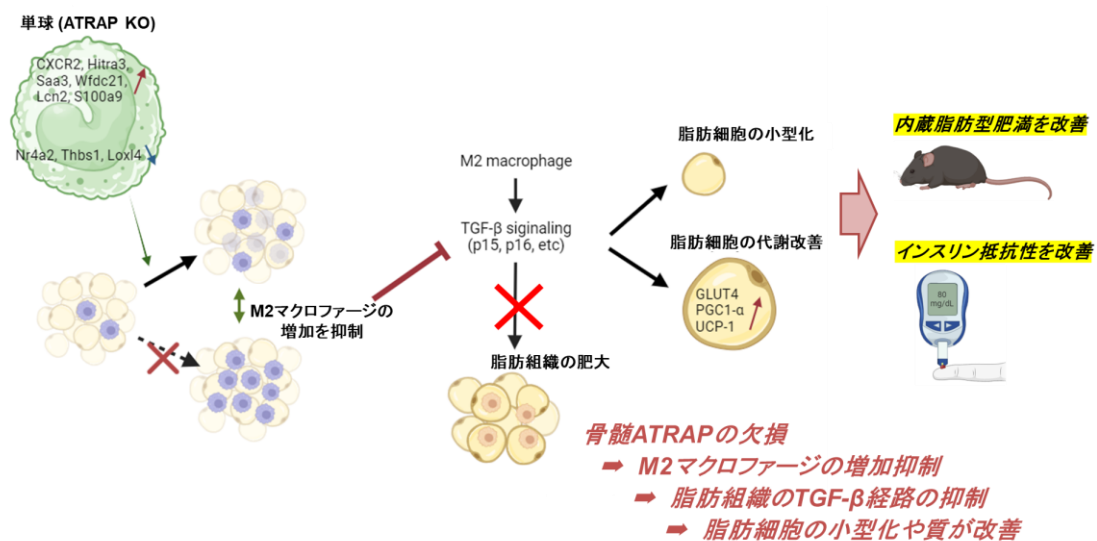 単球 (ATRAP KO)
CXCR2, Hitra3,
Saa3, Wfdc21,
Lcn2, S100a9
Nr4a2, Thbs1, Loxl4
M2マクロファージの
増加を抑制
M2 macrophage
TGF-β siginaling
(p15, p16, etc)
脂肪組織の肥大
脂肪細胞の小型化
脂肪細胞の代謝改善
GLUT4
PGC1-α
UCP-1
内蔵脂肪型肥満を改善
インスリン抵抗性を改善
80
mg/dL
骨髄ATRAPの欠損
➡ M2マクロファージの増加抑制
➡ 脂肪組織のTGF-β経路の抑制
➡ 脂肪細胞の小型化や質が改善